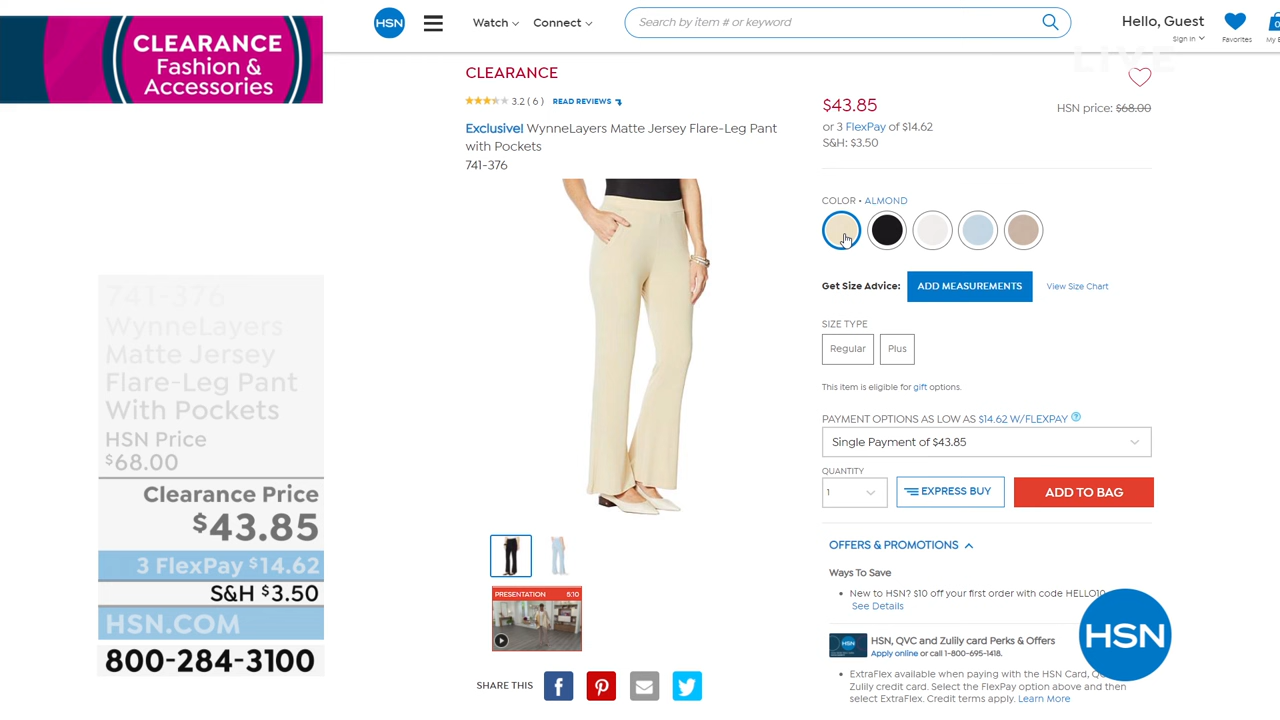 CLEARANCE
Fashion &
Accessories
741-376
WynneLayers
Matte Jersey
Flare-Leg Pant
With Pockets
HSN Price
$68.00
Clearance Price
$43.85
3 FlexPay $14.62
S&H $3.50
HSN.COM
800-284-3100
HSN
Watch
Connect
Search by item # or keyword
Hello, Guest
Sign In
Favorites
LIVE
CLEARANCE
3.2 ( 6 ) READ REVIEWS
Exclusive! WynneLayers Matte Jersey Flare-Leg Pant
with Pockets
741-376
PRESENTATION 5:10
SHARE THIS
$43.85
HSN price: $68.00
or 3 FlexPay of $14.62
S&H: $3.50
COLOR • ALMOND
Get Size Advice: ADD MEASUREMENTS View Size Chart
SIZE TYPE
Regular Plus
This item is eligible for gift options.
PAYMENT OPTIONS AS LOW AS $14.62 W/FLEXPAY ?
Single Payment of $43.85
QUANTITY
1 EXPRESS BUY ADD TO BAG
OFFERS & PROMOTIONS
Ways To Save
• New to HSN? $10 off your first order with code HELLO10
See Details
HSN, QVC and Zulily card Perks & Offers
Apply online or call 1-800-695-1418.
• ExtraFlex available when paying with the HSN Card,
Zulily credit card. Select the FlexPay option above and then
select ExtraFlex. Credit terms apply. Learn More
HSN